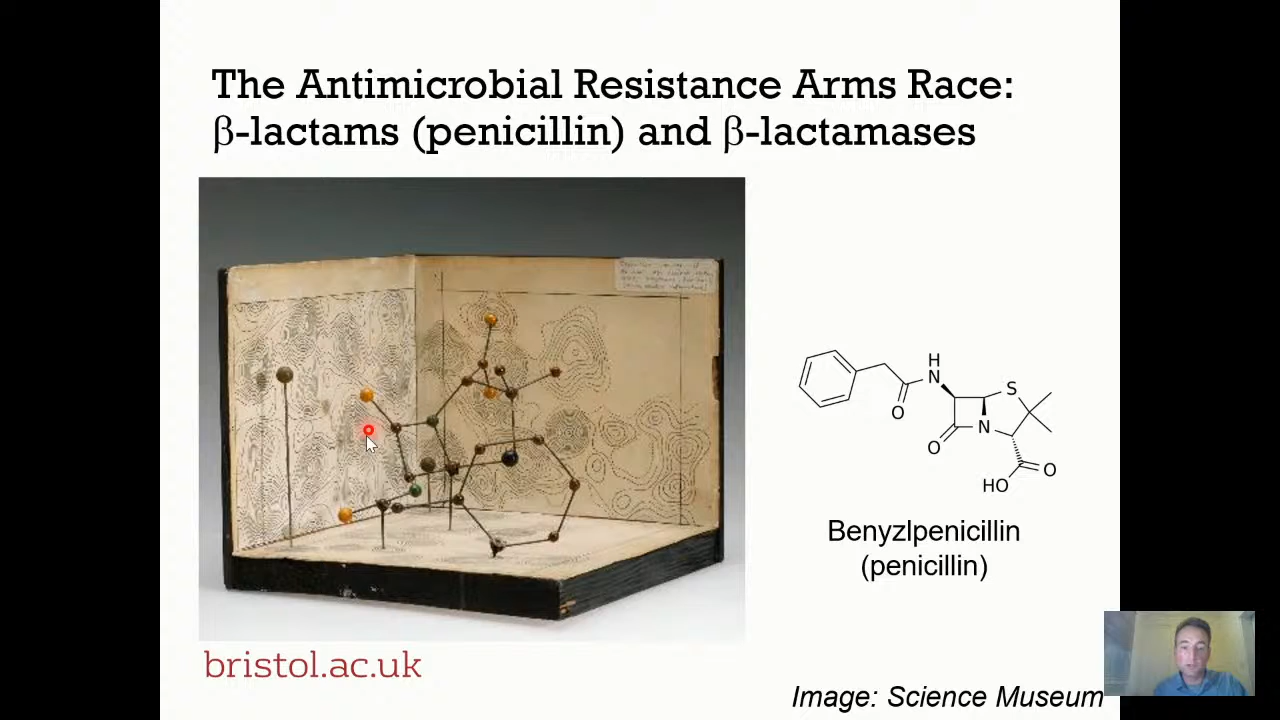 The Antimicrobial Resistance Arms Race:
β-lactams (penicillin) and β-lactamases
H
N
S
O
O
N
O
HO
Benyzlpenicillin
(penicillin)
bristol.ac.uk
Image: Science Museum